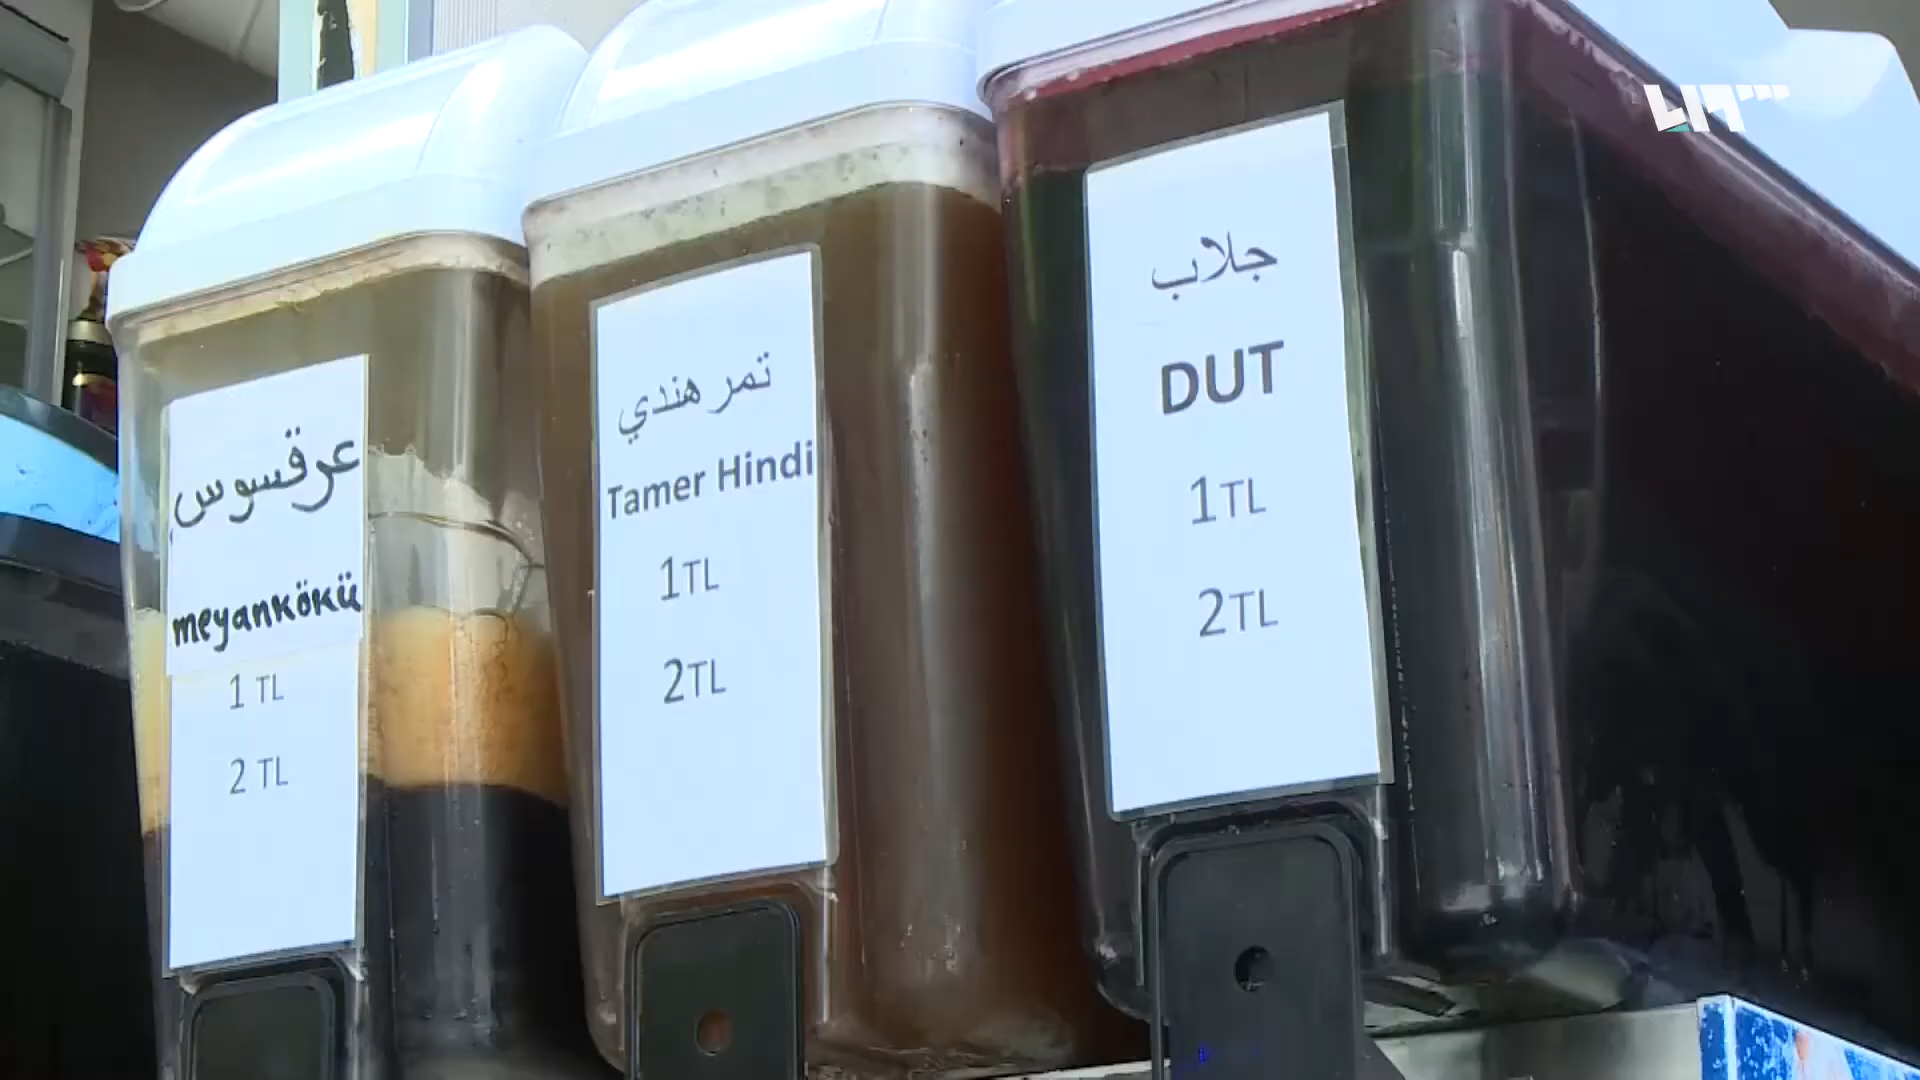 عرقسوس
meyankökü
1 TL
2 TL
تمر هندي
Tamer Hindi
1TL
2TL
جلاب
DUT
1TL
2TL